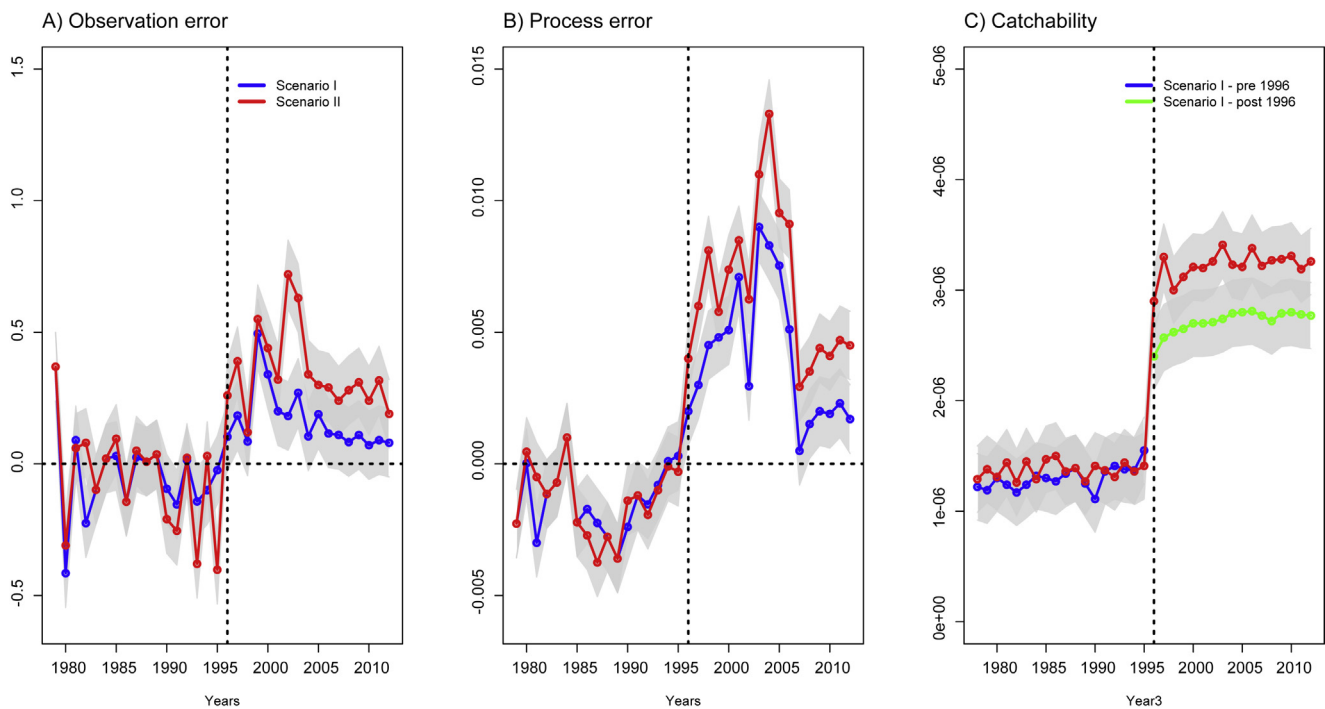 A) Observation error
1.5
1.0
0.5
0.0
-0.5
Scenario I
Scenario II
1980 1985 1990 1995 2000 2005 2010
Years
B) Process error
0.015
0.010
0.005
0.000
-0.005
1980 1985 1990 1995 2000 2005 2010
Years
C) Catchability
5e-06
4e-06
3e-06
2e-06
1e-06
0e+00
Scenario I - pre 1996
Scenario I - post 1996
1980 1985 1990 1995 2000 2005 2010
Year3